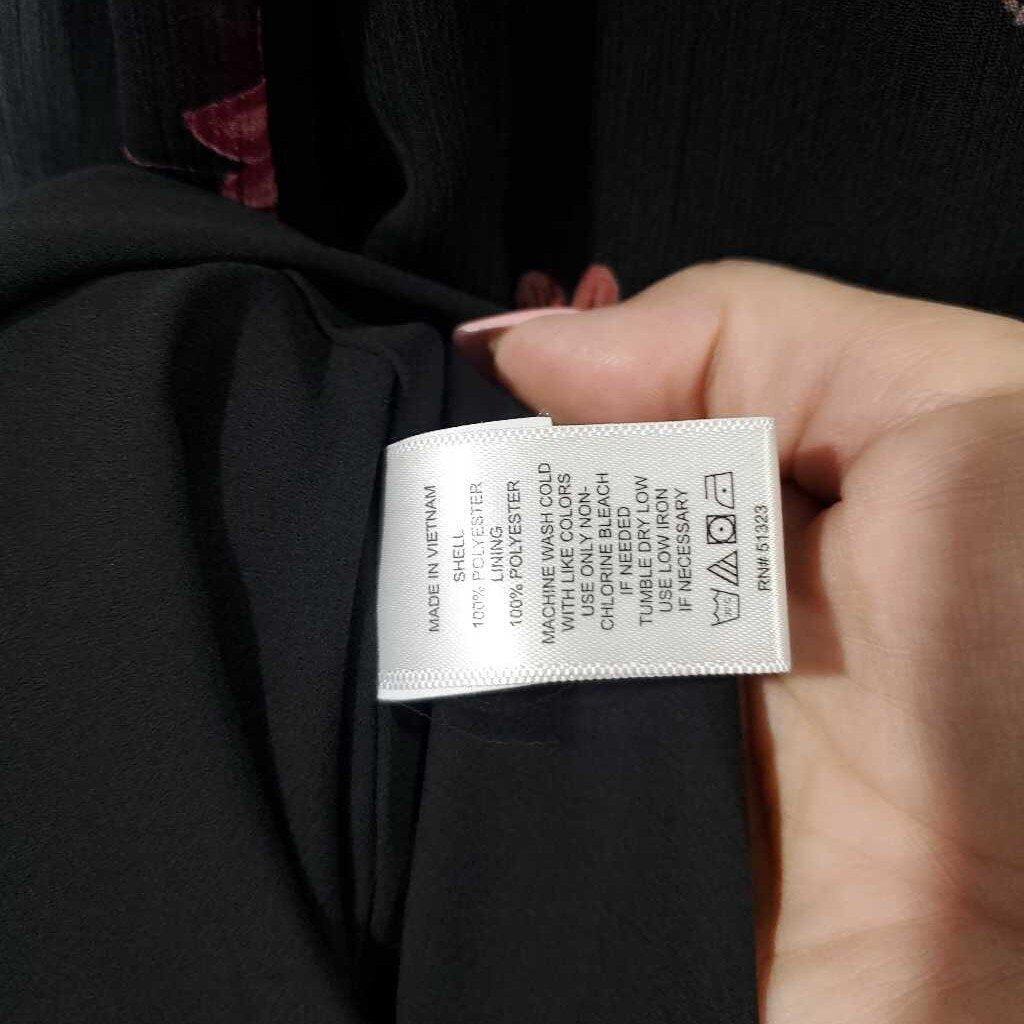 MADE IN VIETNAM
SHELL
100% POLYESTER
LINING
100% POLYESTER
MACHINE WASH COLD
WITH LIKE COLORS
USE ONLY NON-
CHLORINE BLEACH
IF NEEDED
TUMBLE DRY LOW
USE LOW IRON
IF NECESSARY
RN# 51323